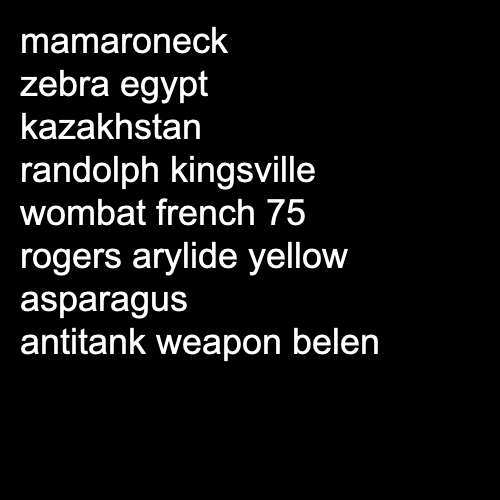 mamaroneck
zebra egypt
kazakhstan
randolph kingsville
wombat french 75
rogers arylide yellow
asparagus
antitank weapon belen